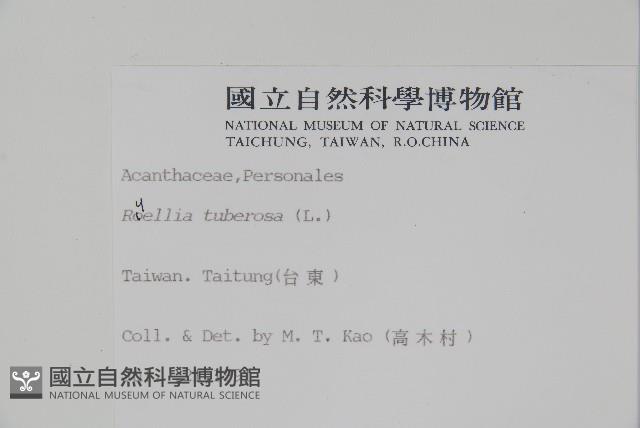 國立自然科學博物館
NATIONAL MUSEUM OF NATURAL SCIENCE
TAICHUNG, TAIWAN, R.O.CHINA
Acanthaceae,Personales
y
Roellia tuberosa (L.)
Taiwan. Taitung(台東)
Coll. & Det. by M. T. Kao (高木村)
國立自然科學博物館
NATIONAL MUSEUM OF NATURAL SCIENCE